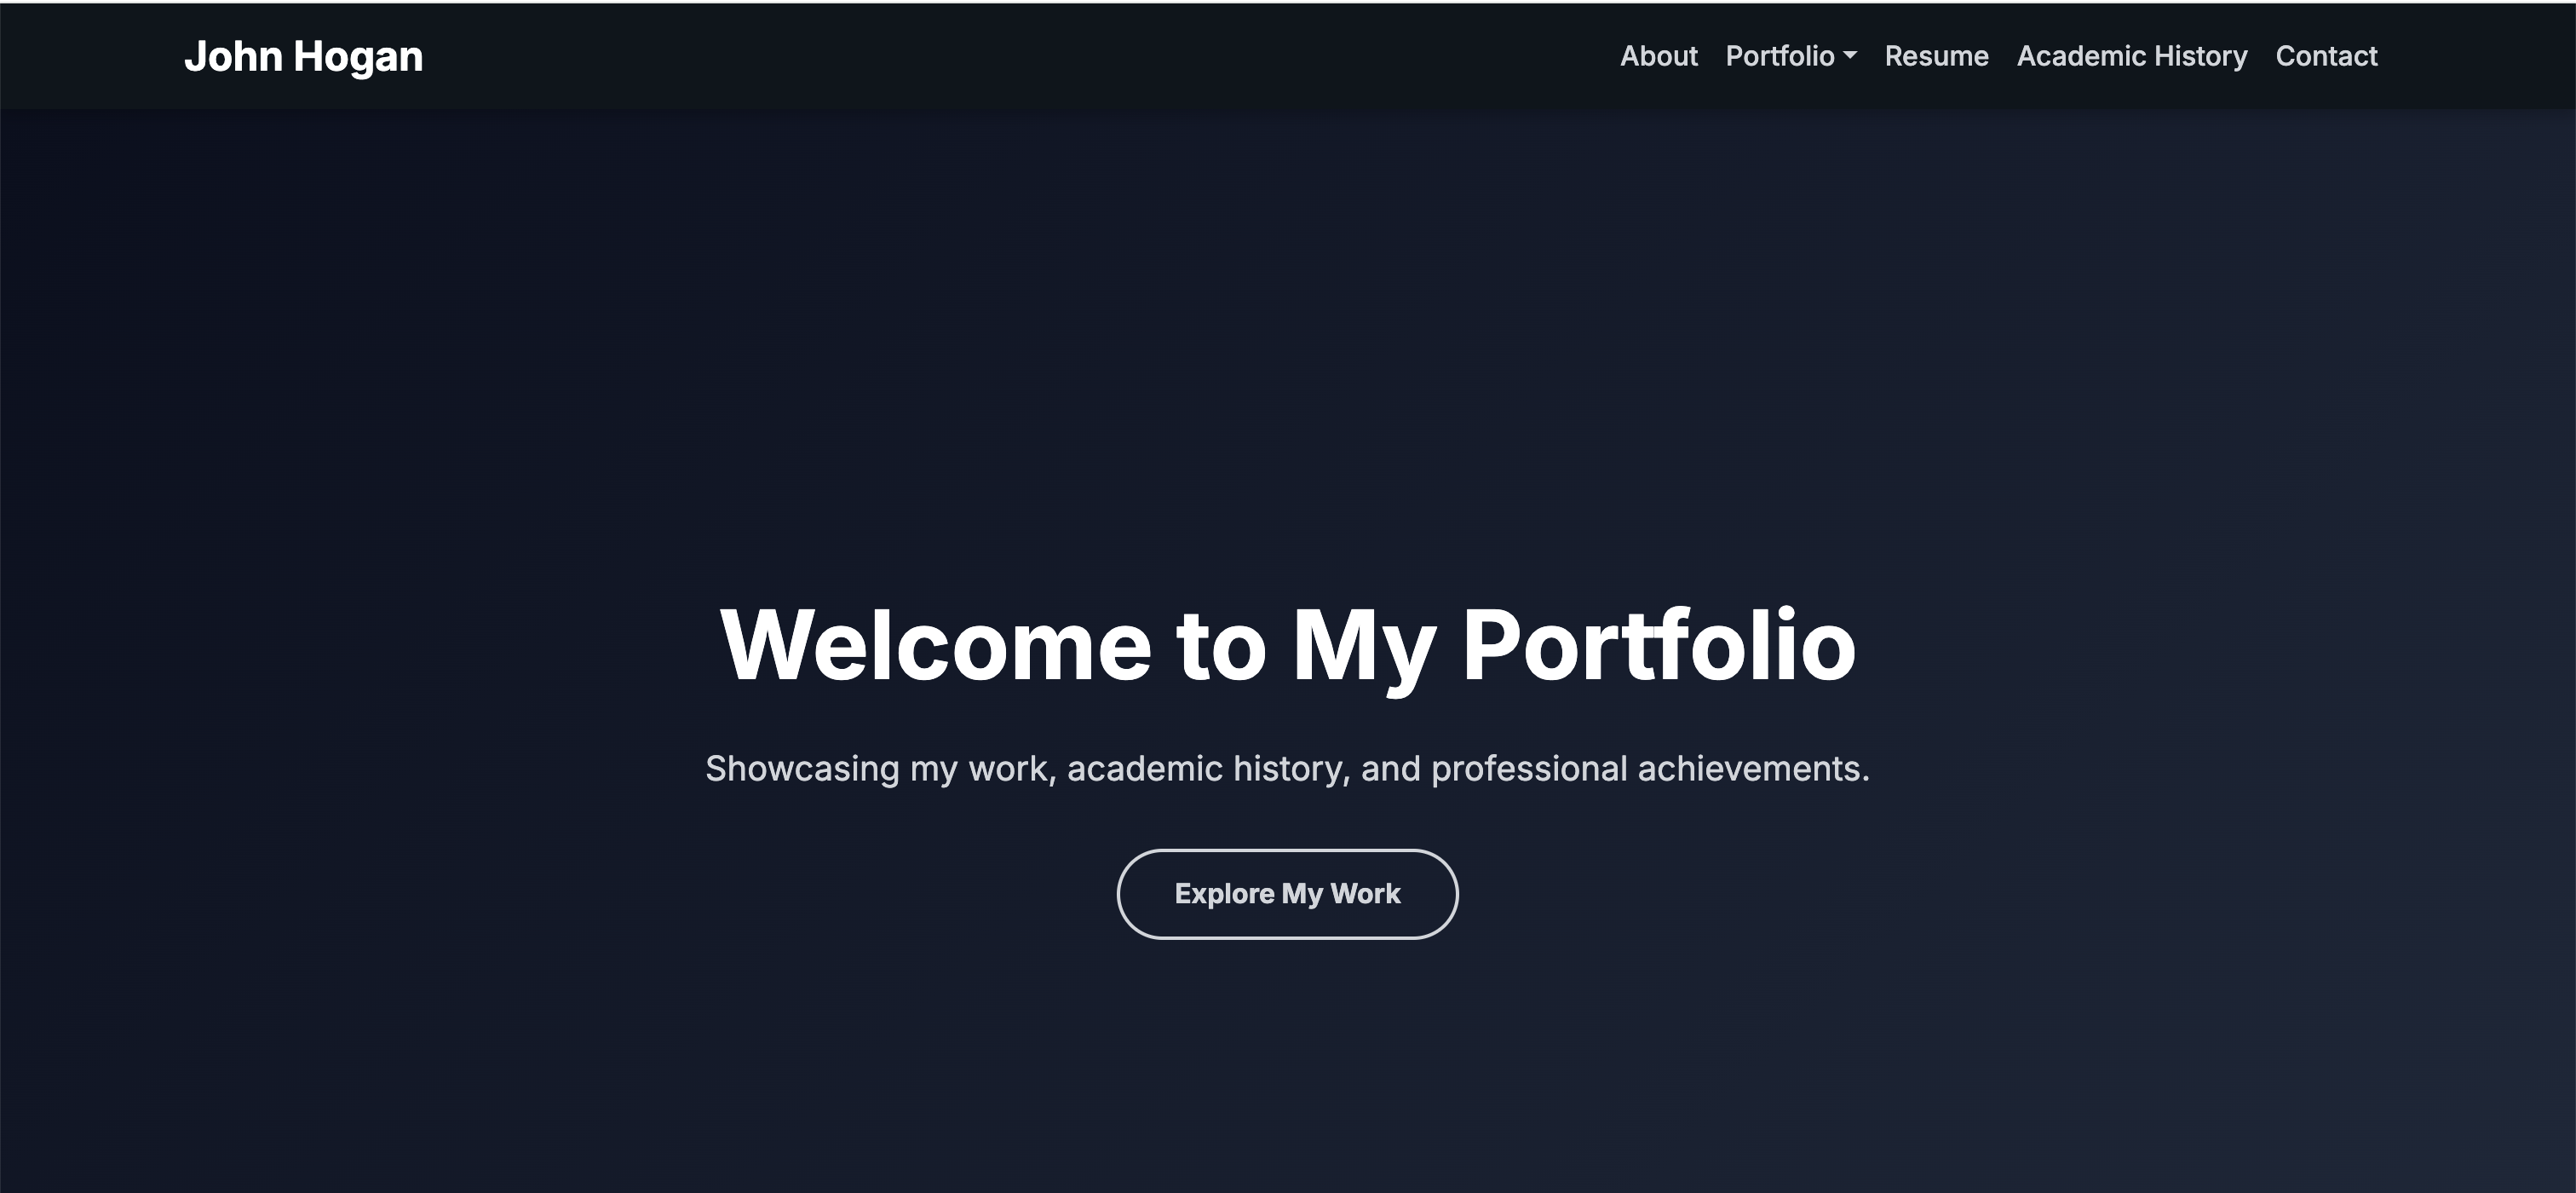 John Hogan
About Portfolio Resume Academic History Contact
Welcome to My Portfolio
Showcasing my work, academic history, and professional achievements.
Explore My Work